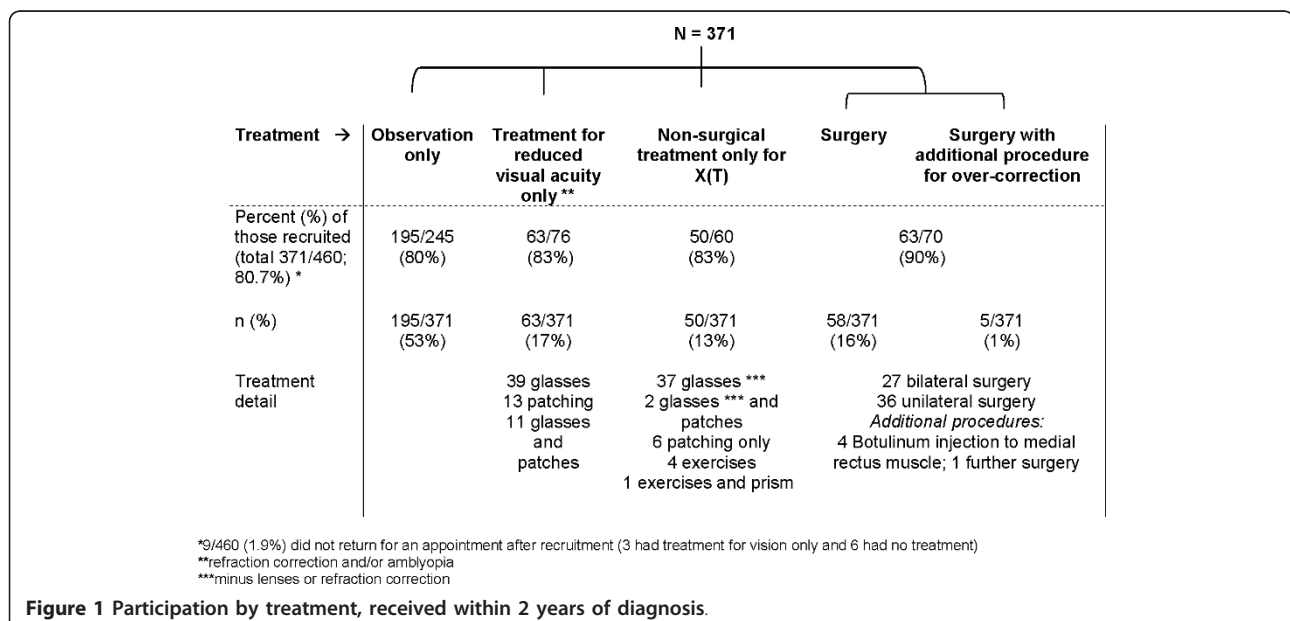 N = 371
Treatment → Observation only Treatment for reduced visual acuity only ** Non-surgical treatment only for X(T) Surgery Surgery with additional procedure for over-correction
Percent (%) of those recruited (total 371/460; 80.7%) * 195/245 (80%) 63/76 (83%) 50/60 (83%) 63/70 (90%)
n (%) 195/371 (53%) 63/371 (17%) 50/371 (13%) 58/371 (16%) 5/371 (1%)
Treatment detail
39 glasses
13 patching
11 glasses
and
patches
37 glasses ***
2 glasses *** and
patches
6 patching only
4 exercises
1 exercises and prism
27 bilateral surgery
36 unilateral surgery
Additional procedures:
4 Botulinum injection to medial
rectus muscle; 1 further surgery
*9/460 (1.9%) did not return for an appointment after recruitment (3 had treatment for vision only and 6 had no treatment)
**refraction correction and/or amblyopia
***minus lenses or refraction correction
Figure 1 Participation by treatment, received within 2 years of diagnosis.